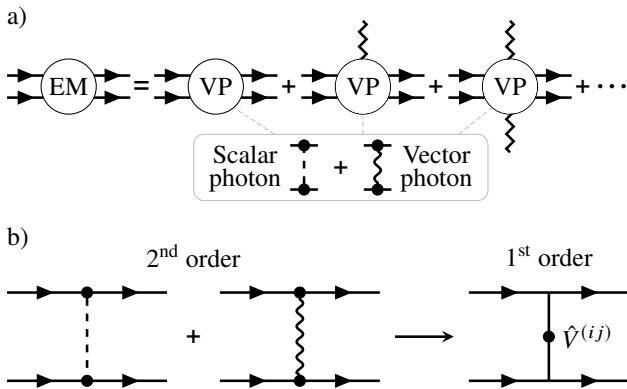 a)
EM = VP + VP + VP + ···
Scalar photon + Vector photon
b)
2nd order
1st order
+
V̂(ij)